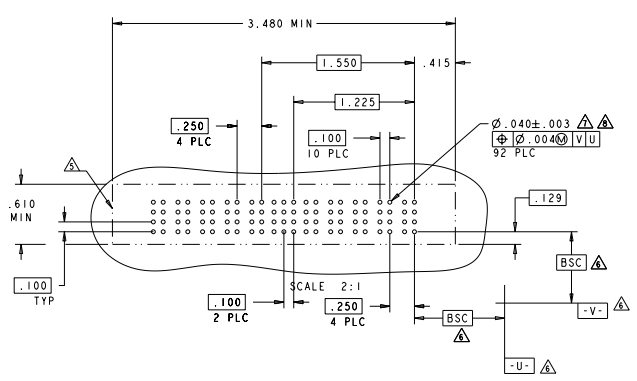 3.480 MIN
1.550
.415
1.225
.250
4 PLC
.100
10 PLC
Ø.040±.003 7 8
⌖ Ø.004Ⓜ V U
92 PLC
5
.610
MIN
.129
.100
TYP
SCALE 2:1
.100
2 PLC
.250
4 PLC
BSC 6
BSC
6
-V- 6
-U- 6